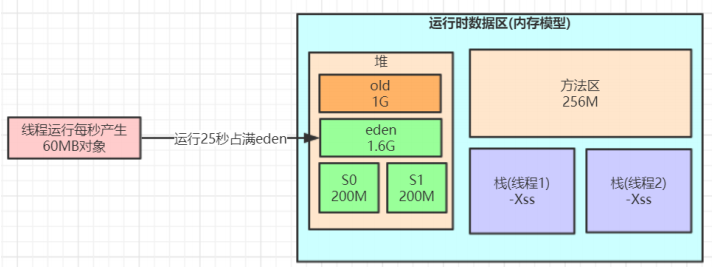 运行时数据区(内存模型)
堆
old
1G
eden
1.6G
S0
200M
S1
200M
方法区
256M
栈(线程1)
-Xss
栈(线程2)
-Xss
线程运行每秒产生
60MB对象
运行25秒占满eden